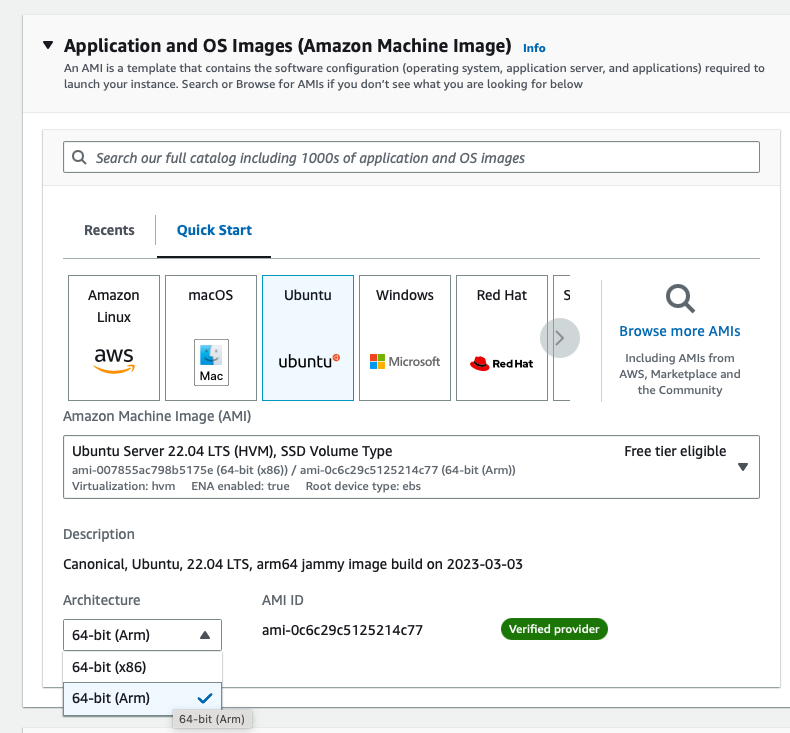 Application and OS Images (Amazon Machine Image) Info
An AMI is a template that contains the software configuration (operating system, application server, and applications) required to
launch your instance. Search or Browse for AMIs if you don't see what you are looking for below
Search our full catalog including 1000s of application and OS images
Recents
Quick Start
Amazon
Linux
aws
macOS
Mac
Ubuntu
ubuntu
Windows
Microsoft
Red Hat
Red Hat
S
Browse more AMIs
Including AMIs from
AWS, Marketplace and
the Community
Amazon Machine Image (AMI)
Ubuntu Server 22.04 LTS (HVM), SSD Volume Type
Free tier eligible
ami-007855ac798b5175e (64-bit (x86)) / ami-0c6c29c5125214c77 (64-bit (Arm))
Virtualization: hvm ENA enabled: true Root device type: ebs
Description
Canonical, Ubuntu, 22.04 LTS, arm64 jammy image build on 2023-03-03
Architecture
AMI ID
64-bit (Arm)
ami-0c6c29c5125214c77
Verified provider
64-bit (x86)
64-bit (Arm)
64-bit (Arm)